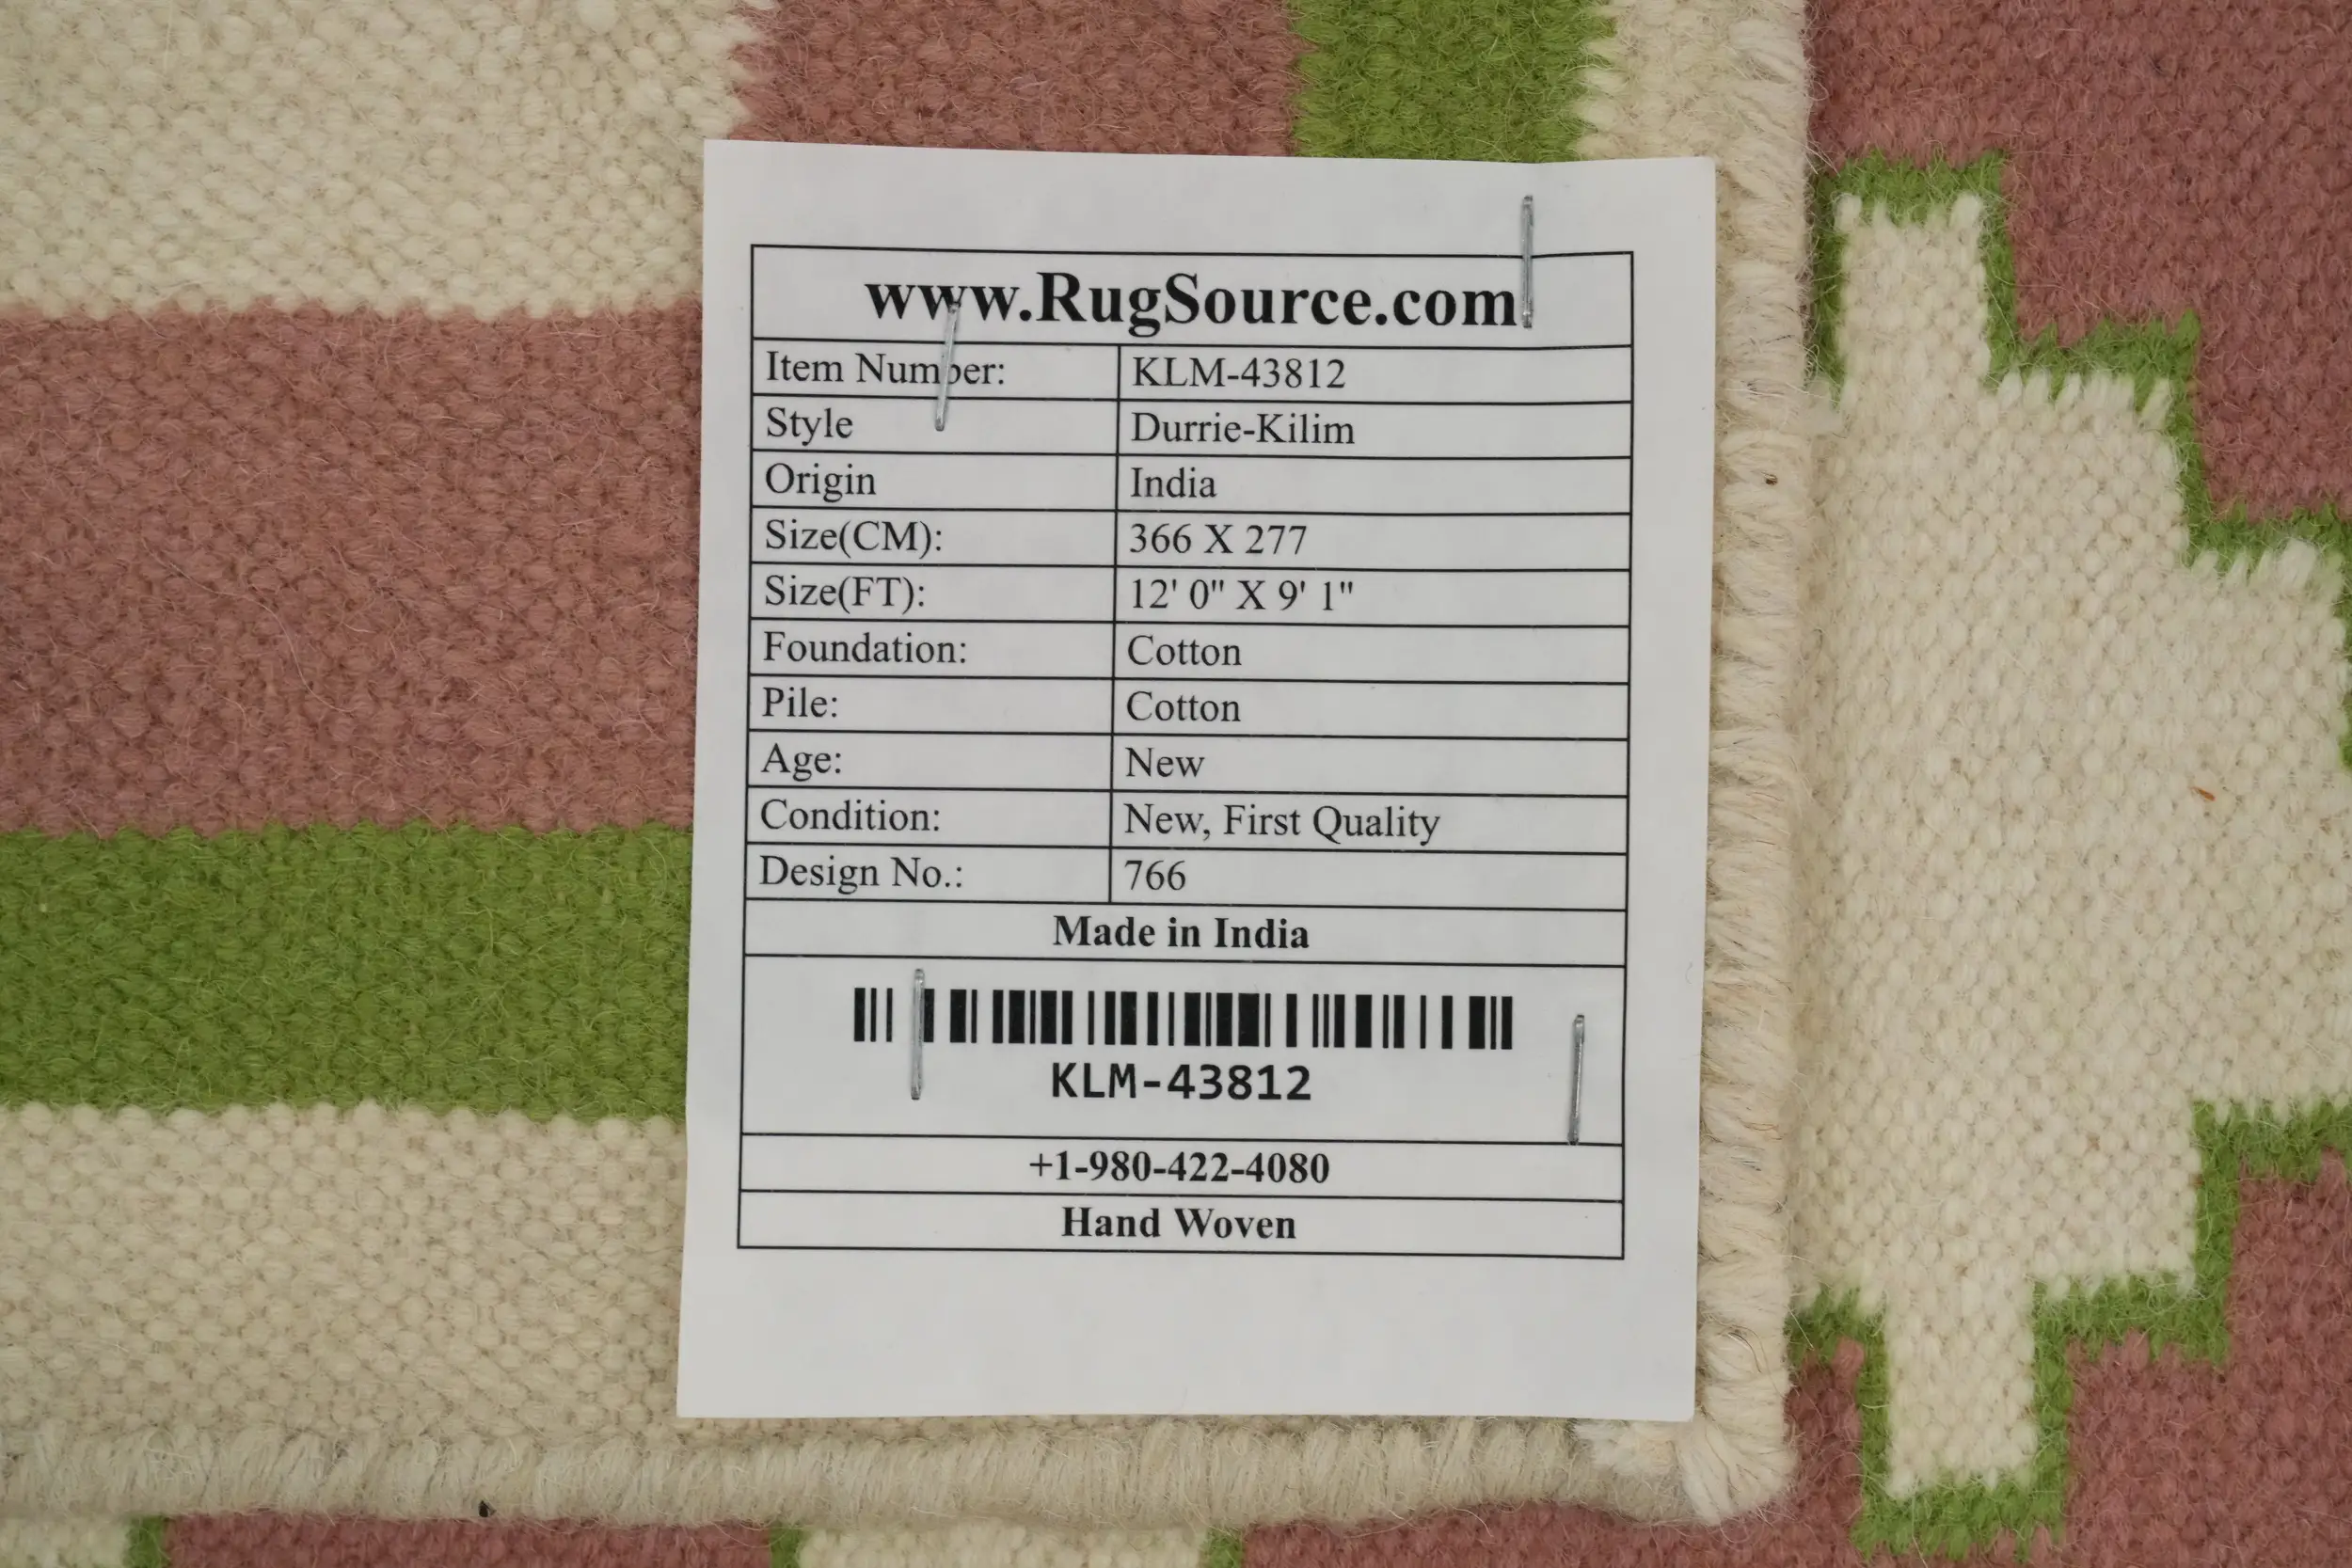 www.RugSource.com
Item Number: KLM-43812
Style Durrie-Kilim
Origin India
Size(CM): 366 X 277
Size(FT): 12' 0" X 9' 1"
Foundation: Cotton
Pile: Cotton
Age: New
Condition: New, First Quality
Design No.: 766
Made in India
KLM-43812
+1-980-422-4080
Hand Woven